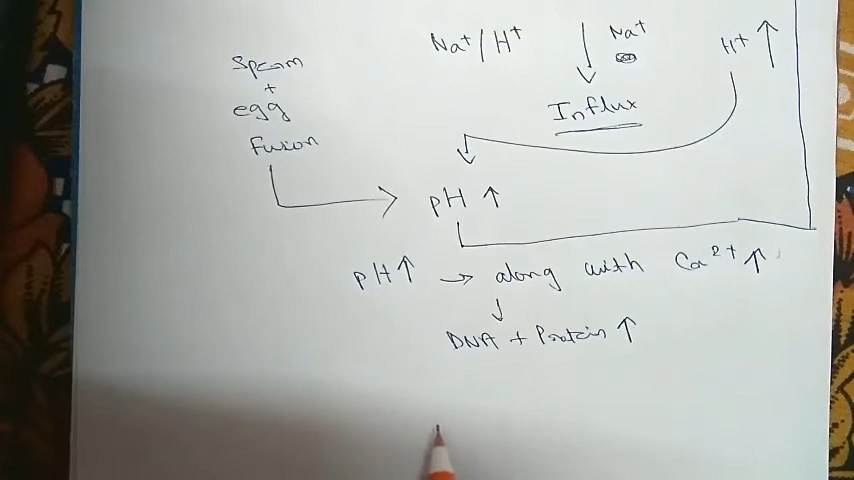 Na⁺/H⁺ ↓ Na⁺ H⁺ ↑
Influx
Sperm
+
egg
Fusion
pH ↑
pH ↑ → along with Ca²⁺ ↑
↓
DNA + Protein ↑